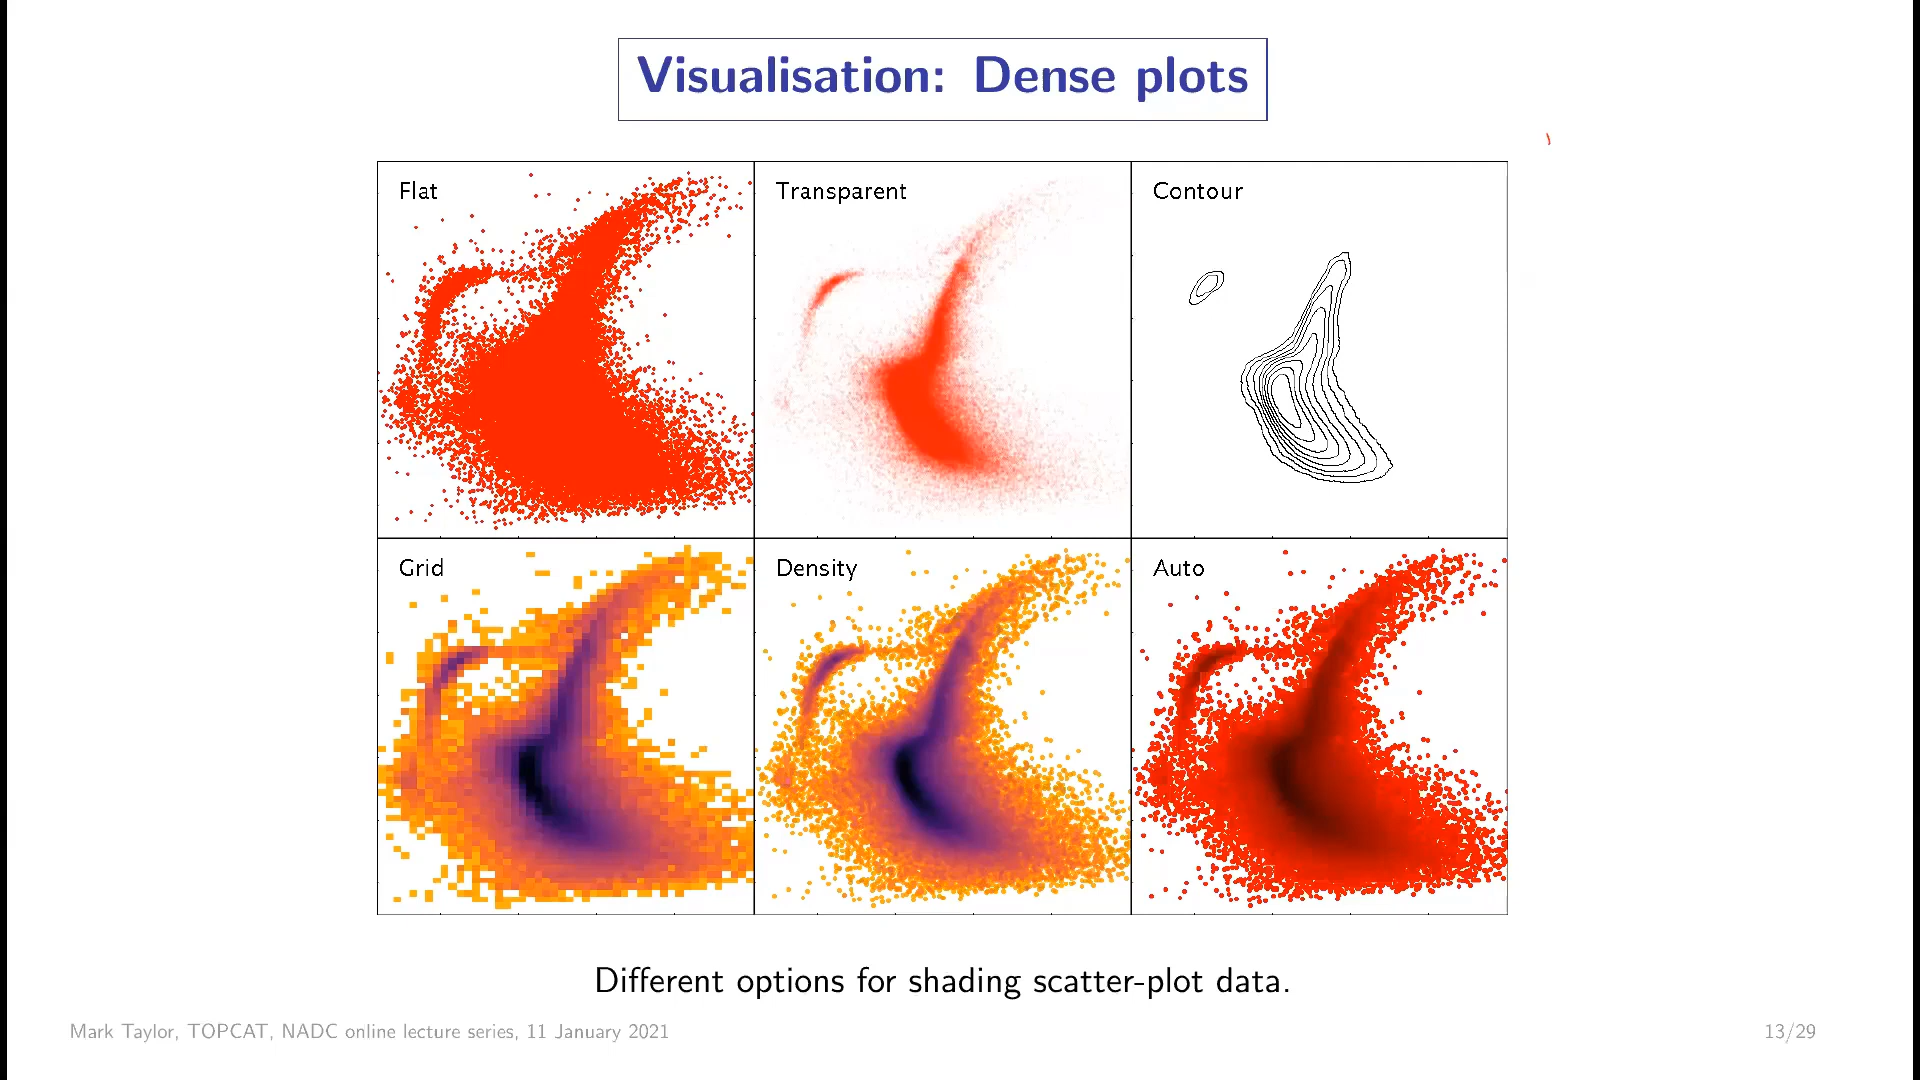 Visualisation: Dense plots
Flat
Transparent
Contour
Grid
Density
Auto
Different options for shading scatter-plot data.
Mark Taylor, TOPCAT, NADC online lecture series, 11 January 2021
13/29